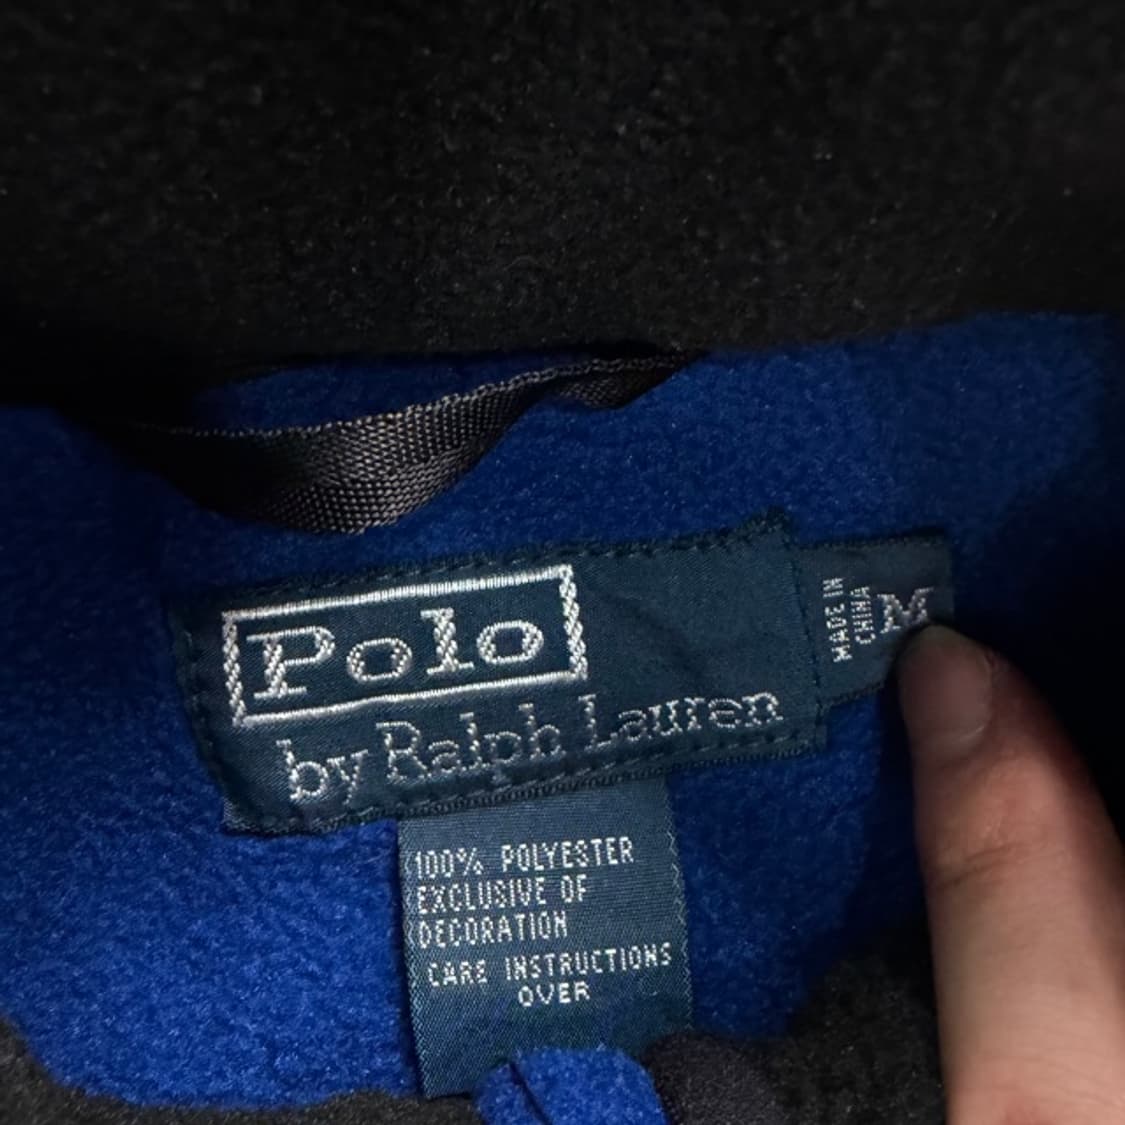 Polo
by Ralph Lauren
MADE IN
CHINA
M
100% POLYESTER
EXCLUSIVE OF
DECORATION
CARE INSTRUCTIONS
OVER